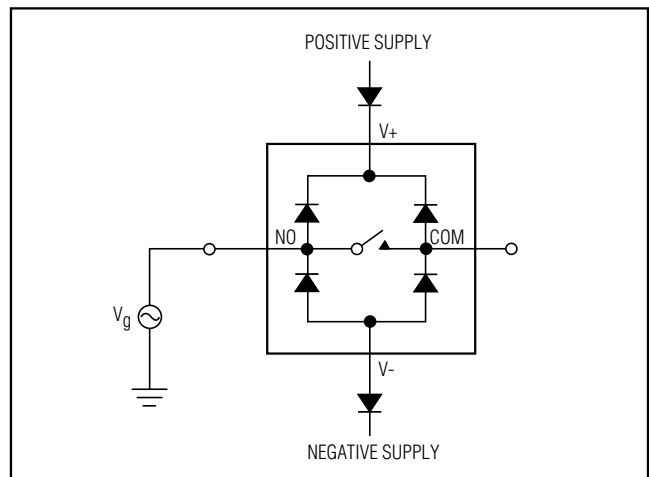 POSITIVE SUPPLY
V+
NO
COM
Vg
V-
NEGATIVE SUPPLY